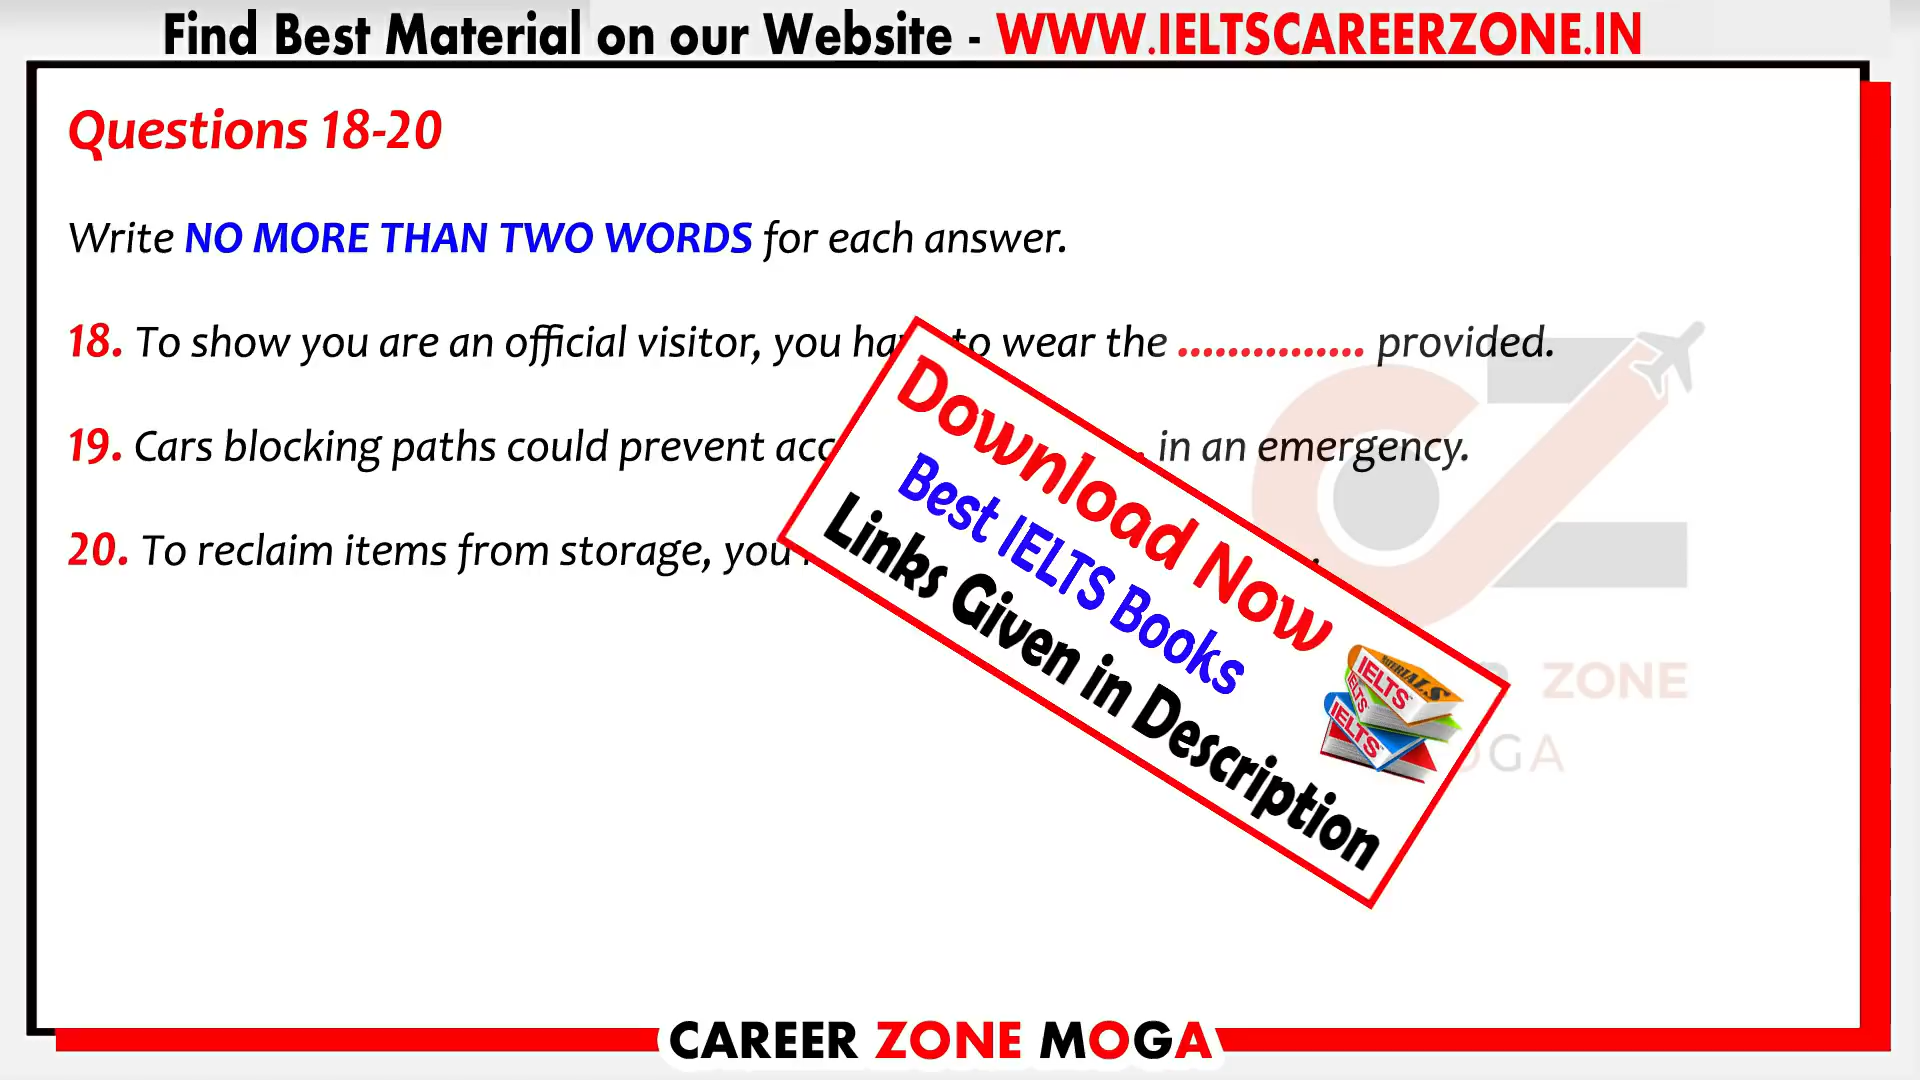 Find Best Material on our Website - WWW.IELTSCAREERZONE.IN
Questions 18-20
Write NO MORE THAN TWO WORDS for each answer.
18. To show you are an official visitor, you to wear the ............... provided.
19. Cars blocking paths could prevent in an emergency.
20. To reclaim items from storage, you
Download Now
Best IELTS Books
Links Given in Description
IELTS
IELTS
IELTS
ZONE
CAREER ZONE MOGA